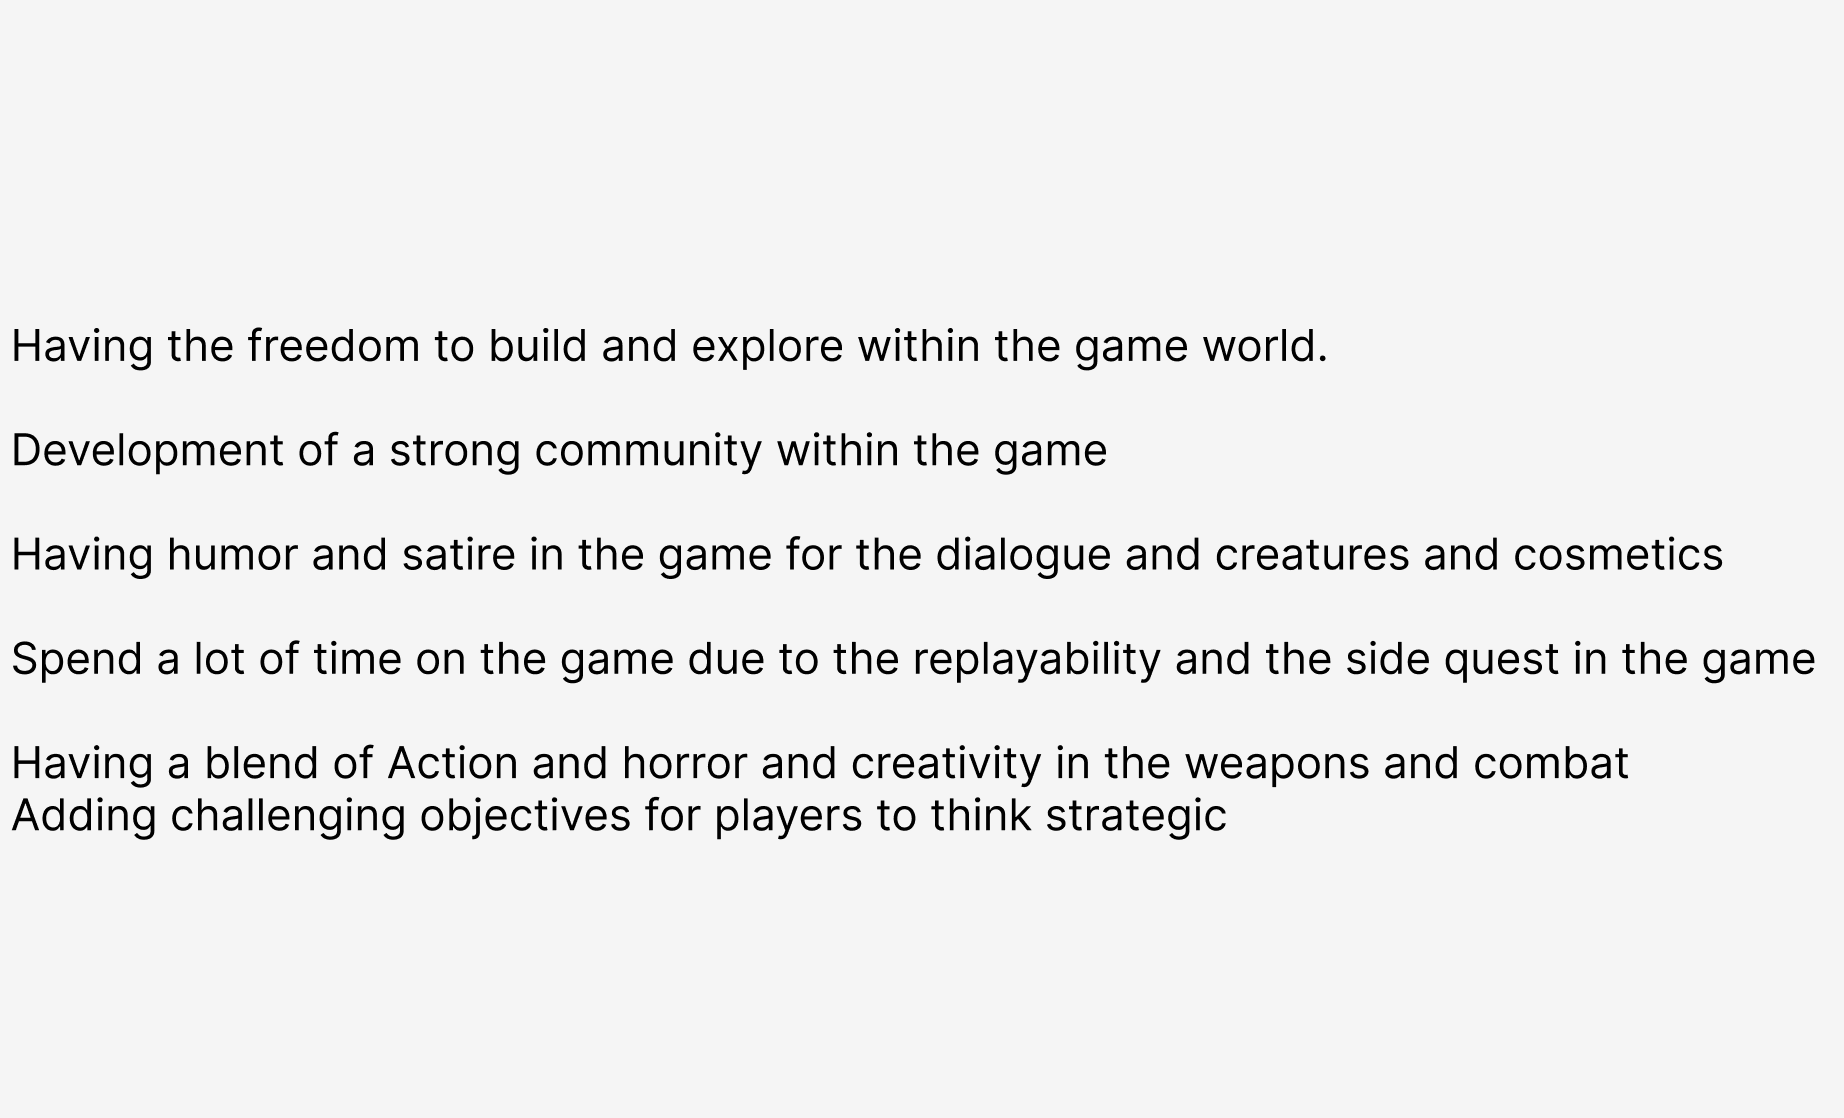 Having the freedom to build and explore within the game world.
Development of a strong community within the game
Having humor and satire in the game for the dialogue and creatures and cosmetics
Spend a lot of time on the game due to the replayability and the side quest in the game
Having a blend of Action and horror and creativity in the weapons and combat
Adding challenging objectives for players to think strategic